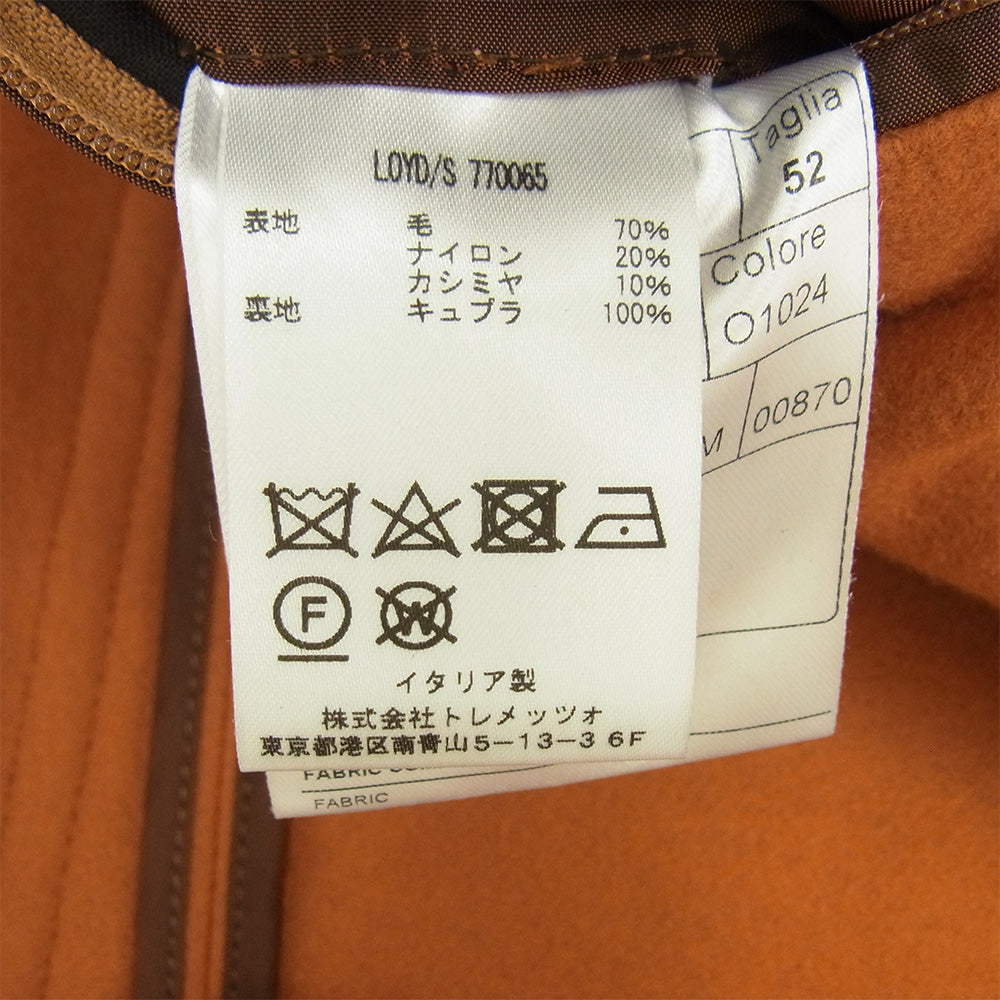 LOYD/S 770065
表地 毛 70%
ナイロン 20%
カシミヤ 10%
裏地 キュプラ 100%
F
W
イタリア製
株式会社トレメッツォ
東京都港区南青山5-13-3 6F
Taglia
52
Colore
O1024
M 00870
FABRIC
FABRIC